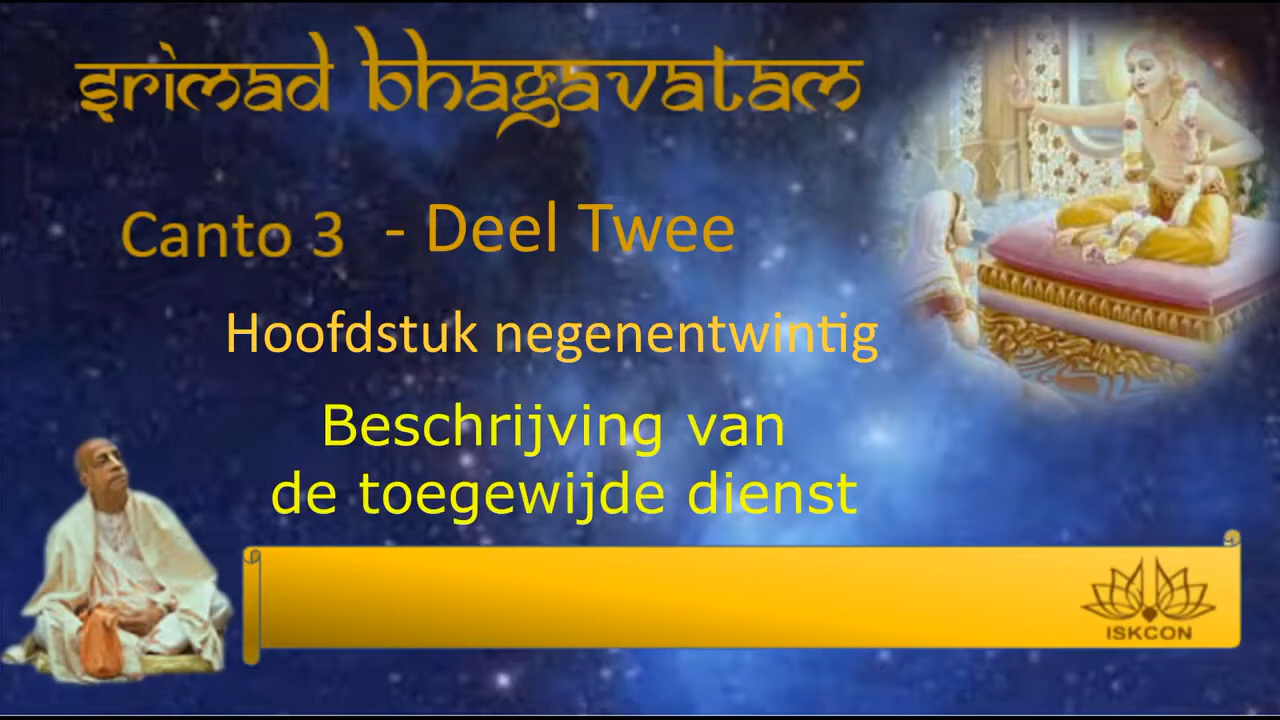 srimad bhagavatam
Canto 3 - Deel Twee
Hoofdstuk negenentwintig
Beschrijving van
de toegewijde dienst
ISKCON